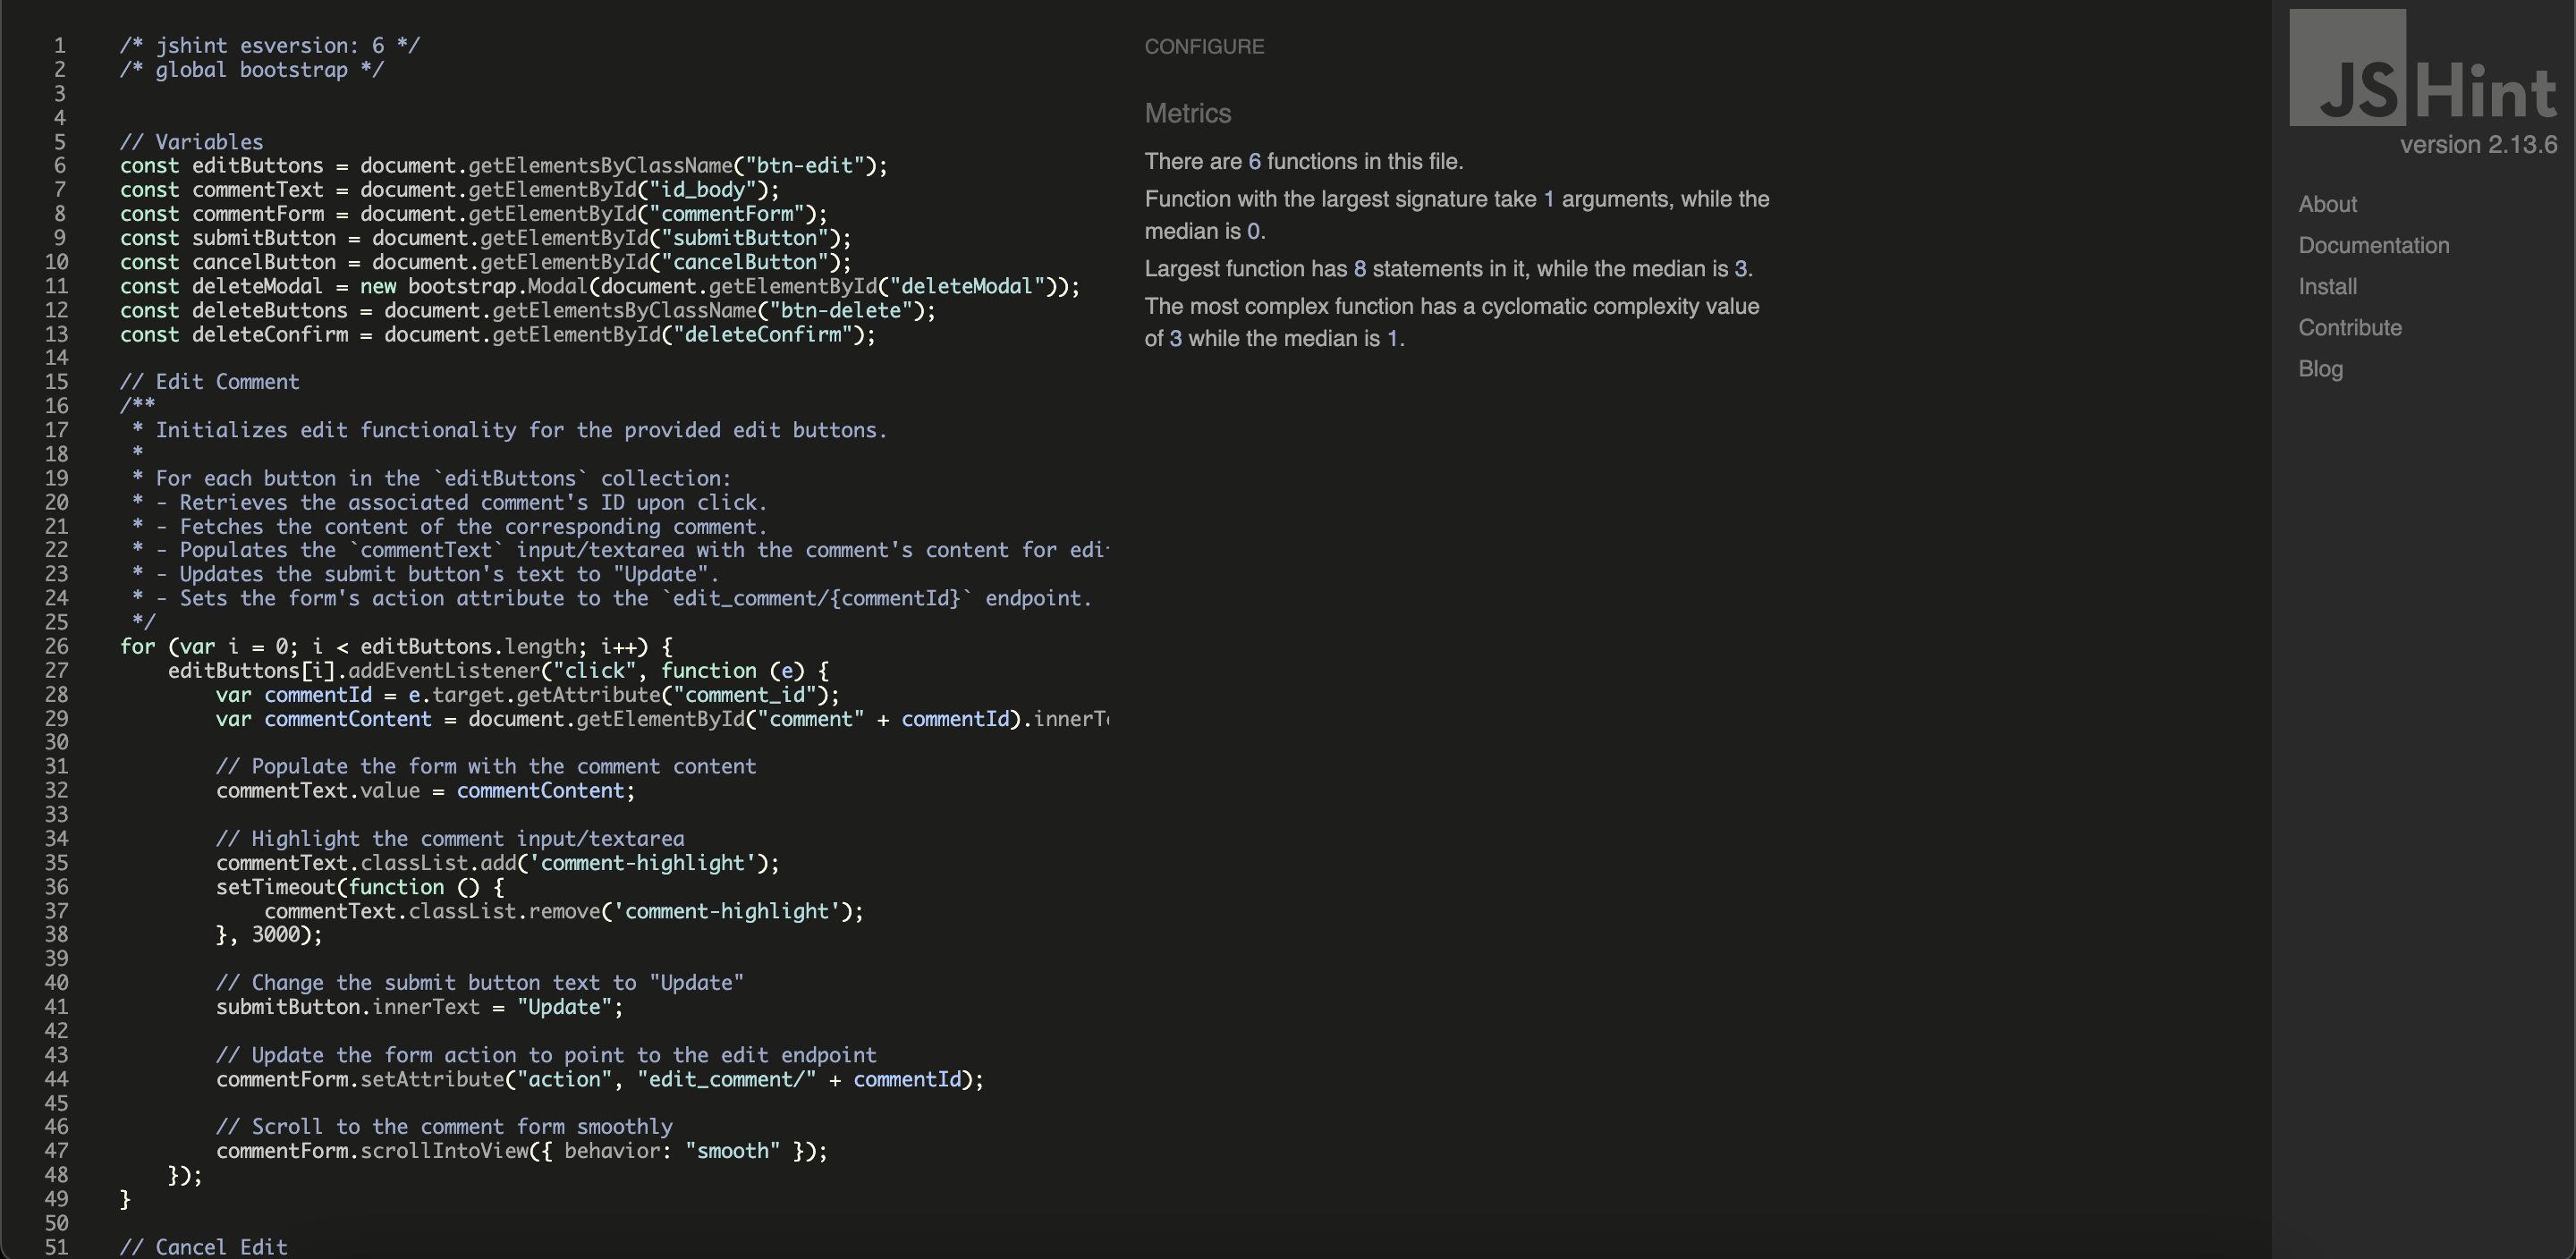 1 /* jshint esversion: 6 */
2 /* global bootstrap */
3
4
5 // Variables
6 const editButtons = document.getElementsByClassName("btn-edit");
7 const commentText = document.getElementById("id_body");
8 const commentForm = document.getElementById("commentForm");
9 const submitButton = document.getElementById("submitButton");
10 const cancelButton = document.getElementById("cancelButton");
11 const deleteModal = new bootstrap.Modal(document.getElementById("deleteModal"));
12 const deleteButtons = document.getElementsByClassName("btn-delete");
13 const deleteConfirm = document.getElementById("deleteConfirm");
14
15 // Edit Comment
16 /**
17  * Initializes edit functionality for the provided edit buttons.
18  *
19  * For each button in the `editButtons` collection:
20  * - Retrieves the associated comment's ID upon click.
21  * - Fetches the content of the corresponding comment.
22  * - Populates the `commentText` input/textarea with the comment's content for
23  * - Updates the submit button's text to "Update".
24  * - Sets the form's action attribute to the `edit_comment/{commentId}` endpoint.
25  */
26 for (var i = 0; i < editButtons.length; i++) {
27     editButtons[i].addEventListener("click", function (e) {
28         var commentId = e.target.getAttribute("comment_id");
29         var commentContent = document.getElementById("comment" + commentId).innerT
30
31         // Populate the form with the comment content
32         commentText.value = commentContent;
33
34         // Highlight the comment input/textarea
35         commentText.classList.add('comment-highlight');
36         setTimeout(function () {
37             commentText.classList.remove('comment-highlight');
38         }, 3000);
39
40         // Change the submit button text to "Update"
41         submitButton.innerText = "Update";
42
43         // Update the form action to point to the edit endpoint
44         commentForm.setAttribute("action", "edit_comment/" + commentId);
45
46         // Scroll to the comment form smoothly
47         commentForm.scrollIntoView({ behavior: "smooth" });
48     });
49 }
50
51 // Cancel Edit
CONFIGURE
Metrics
There are 6 functions in this file.
Function with the largest signature take 1 arguments, while the
median is 0.
Largest function has 8 statements in it, while the median is 3.
The most complex function has a cyclomatic complexity value
of 3 while the median is 1.
JSHint
version 2.13.6
About
Documentation
Install
Contribute
Blog